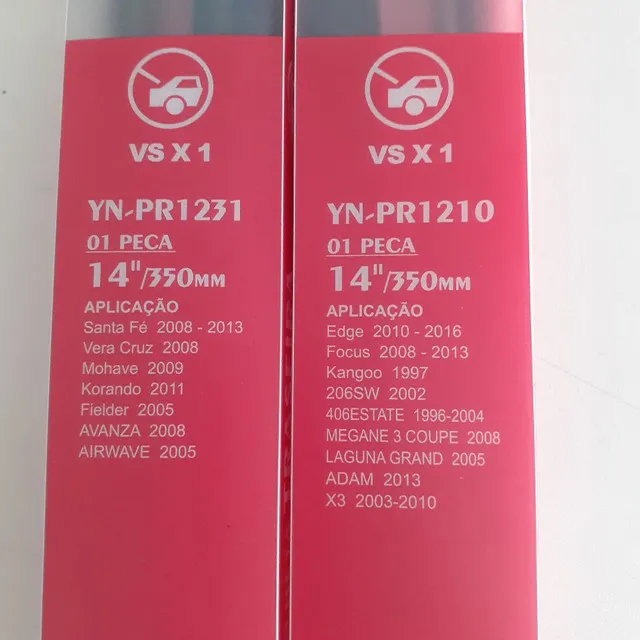 VS X 1
YN-PR1231
01 PECA
14"/350MM
APLICAÇÃO
Santa Fé 2008 - 2013
Vera Cruz 2008
Mohave 2009
Korando 2011
Fielder 2005
AVANZA 2008
AIRWAVE 2005
VS X 1
YN-PR1210
01 PECA
14"/350MM
APLICAÇÃO
Edge 2010 - 2016
Focus 2008 - 2013
Kangoo 1997
206SW 2002
406ESTATE 1996-2004
MEGANE 3 COUPE 2008
LAGUNA GRAND 2005
ADAM 2013
X3 2003-2010